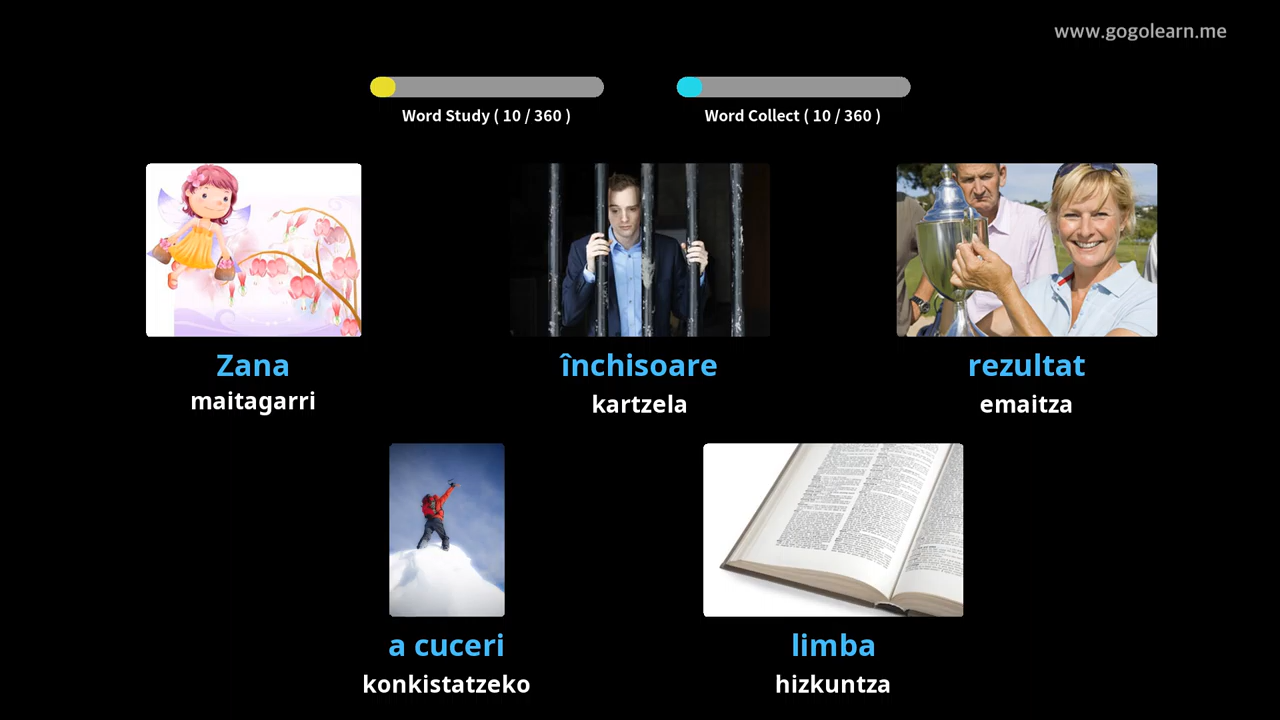 www.gogolearn.me
Word Study ( 10 / 360 )
Word Collect ( 10 / 360 )
Zana
maitagarri
închisoare
kartzela
rezultat
emaitza
a cuceri
konkistatzeko
limba
hizkuntza